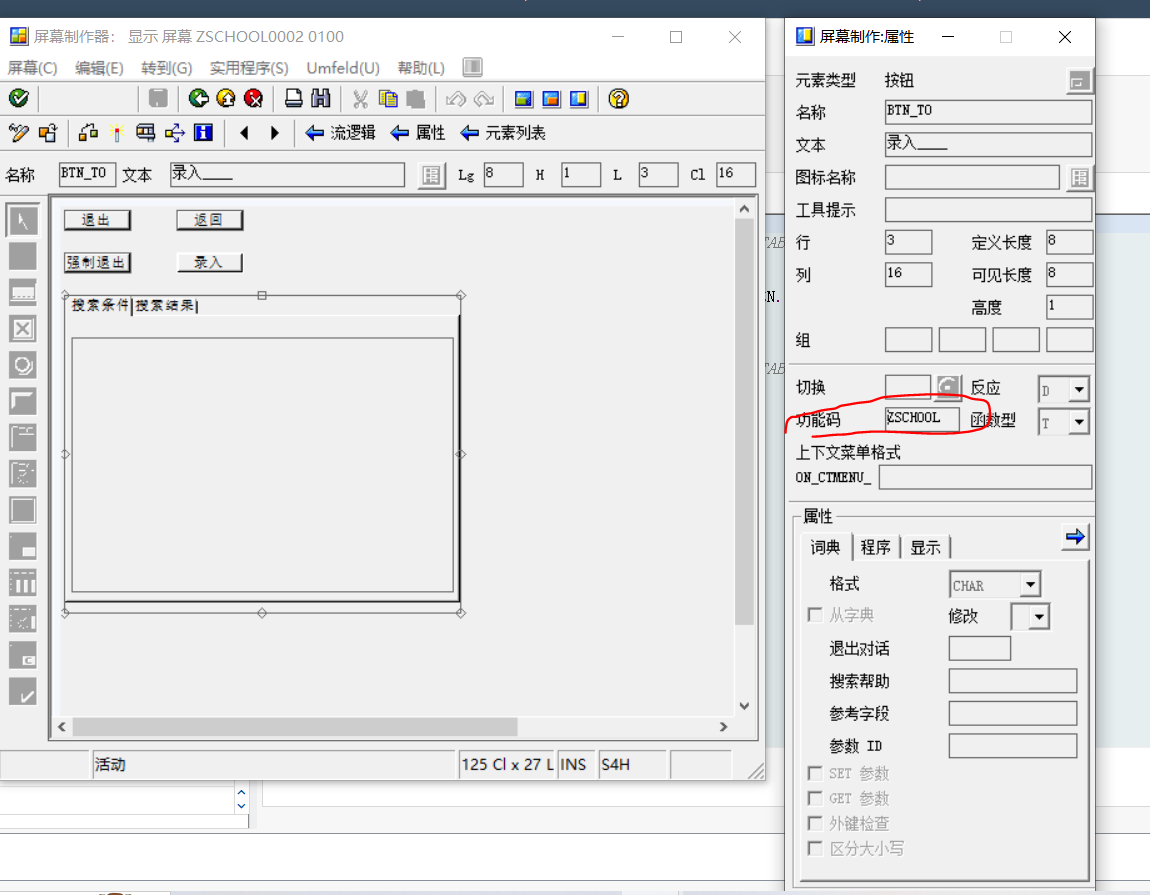 屏幕制作器： 显示 屏幕 ZSCHOOL0002 0100
屏幕(C) 编辑(E) 转到(G) 实用程序(S) Umfeld(U) 帮助(L)
流逻辑 属性 元素列表
名称 BTN_TO 文本 录入____ Lg 8 H 1 L 3 Cl 16
退出 返回
强制退出 录入
搜索条件 搜索结果
活动 125 Cl x 27 L INS S4H
屏幕制作:属性
元素类型 按钮
名称 BTN_TO
文本 录入____
图标名称
工具提示
行 3 定义长度 8
列 16 可见长度 8
高度 1
组
切换 反应 D
功能码 ZSCHOOL 函数型 T
上下文菜单格式
ON_CTMENU_
属性
词典 程序 显示
格式 CHAR
从字典 修改
退出对话
搜索帮助
参考字段
参数 ID
SET 参数
GET 参数
外键检查
区分大小写